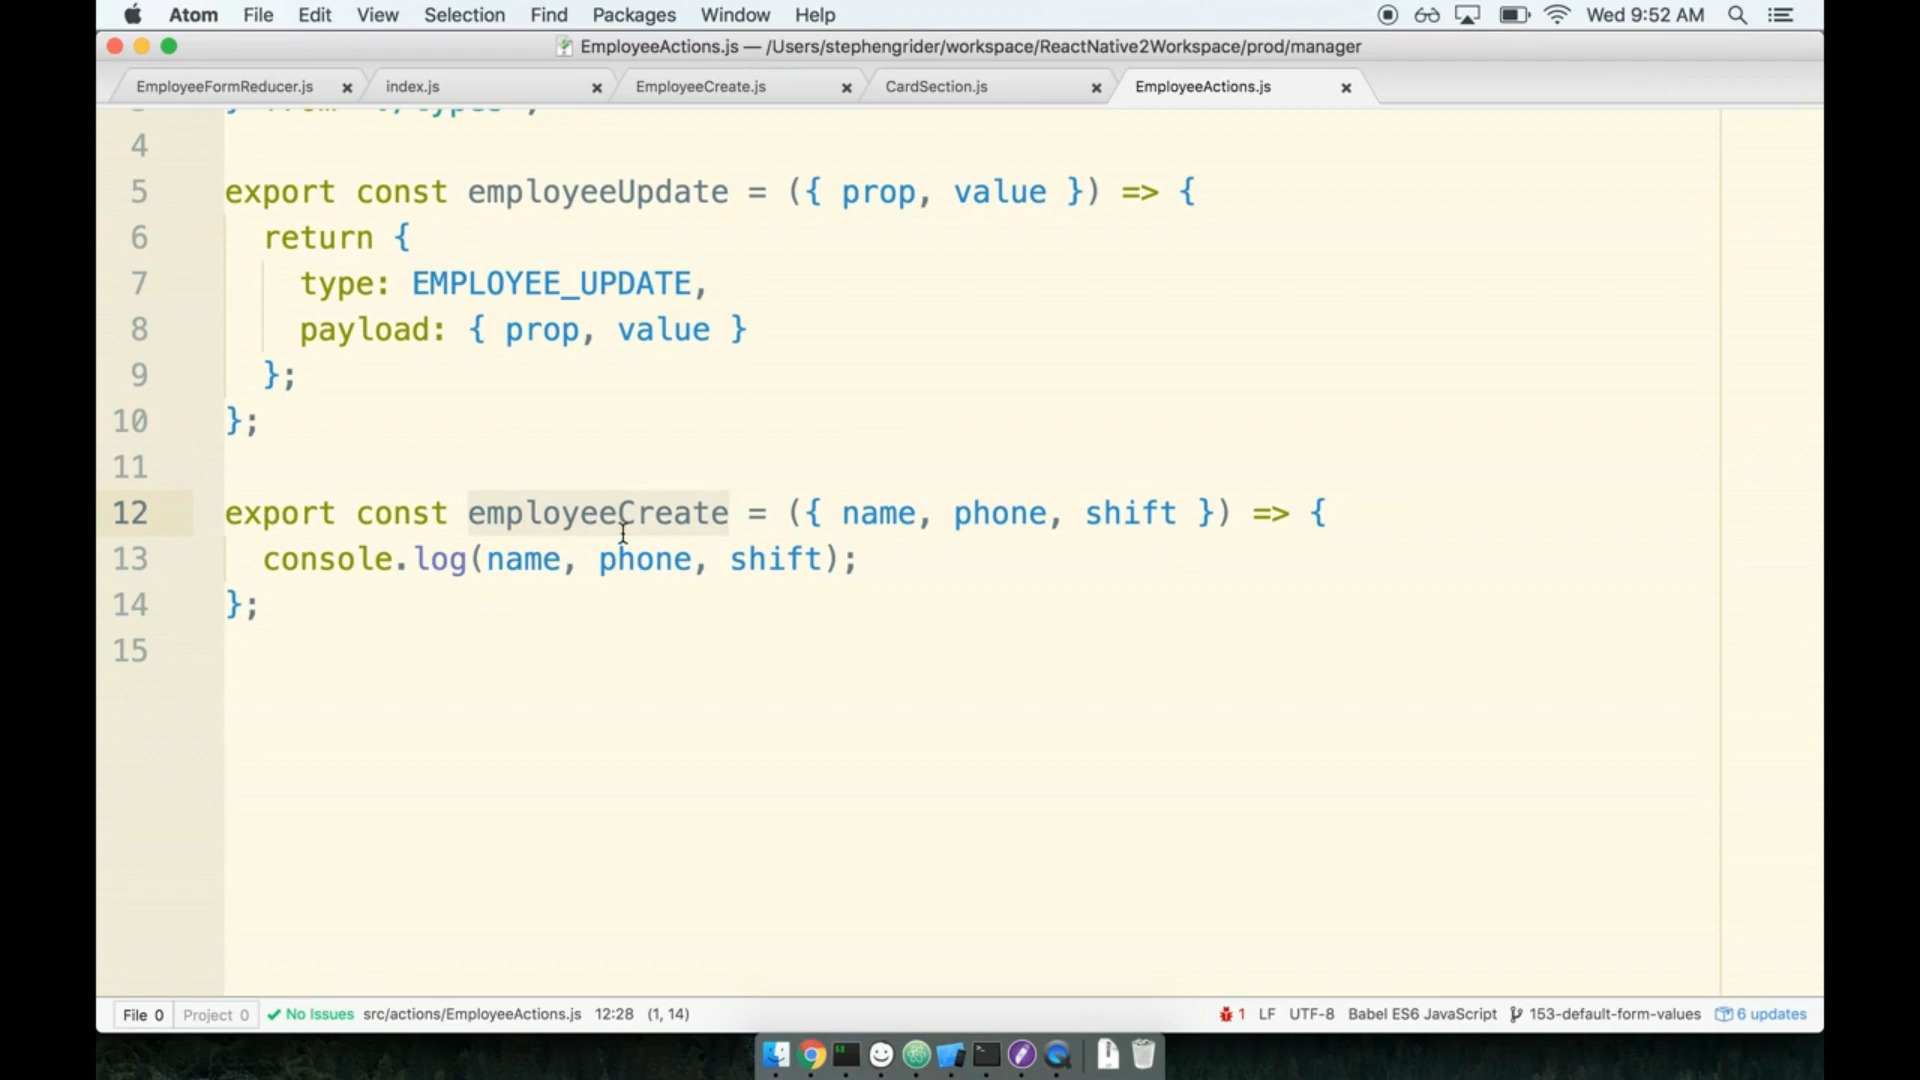 Atom File Edit View Selection Find Packages Window Help Wed 9:52 AM
EmployeeActions.js — /Users/stephengrider/workspace/ReactNative2Workspace/prod/manager
EmployeeFormReducer.js index.js EmployeeCreate.js CardSection.js EmployeeActions.js
4
5 export const employeeUpdate = ({ prop, value }) => {
6 return {
7 type: EMPLOYEE_UPDATE,
8 payload: { prop, value }
9 };
10 };
11
12 export const employeeCreate = ({ name, phone, shift }) => {
13 console.log(name, phone, shift);
14 };
15
File 0 Project 0 No Issues src/actions/EmployeeActions.js 12:28 (1, 14) 1 LF UTF-8 Babel ES6 JavaScript 153-default-form-values 6 updates